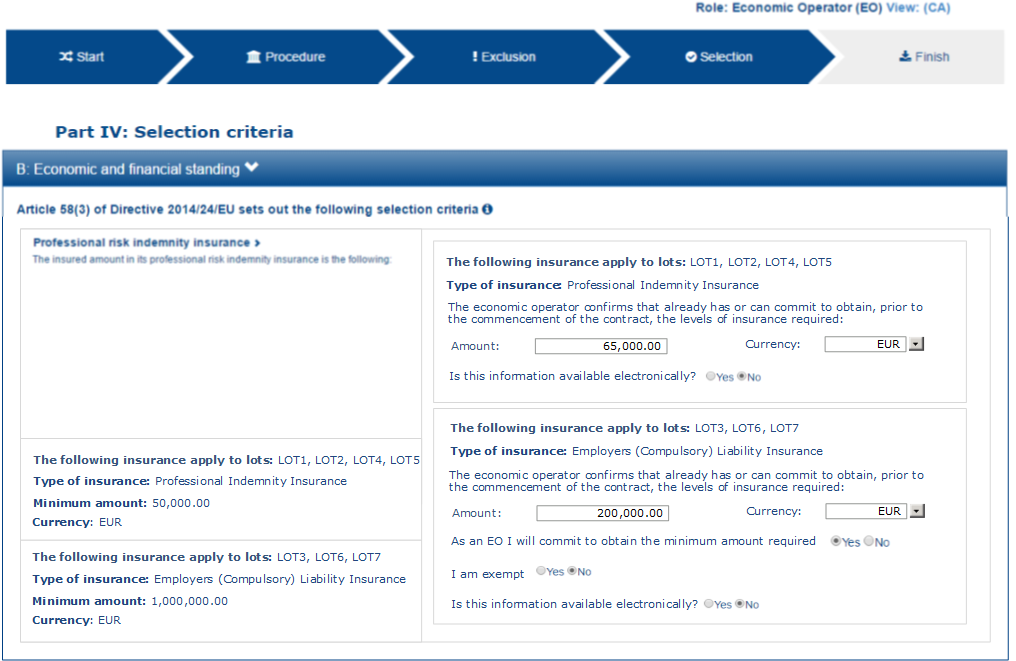 Role: Economic Operator (EO) View: (CA)
Start
Procedure
Exclusion
Selection
Finish
Part IV: Selection criteria
B: Economic and financial standing
Article 58(3) of Directive 2014/24/EU sets out the following selection criteria
Professional risk indemnity insurance
The insured amount in its professional risk indemnity insurance is the following:
The following insurance apply to lots: LOT1, LOT2, LOT4, LOT5
Type of insurance: Professional Indemnity Insurance
Minimum amount: 50,000.00
Currency: EUR
The following insurance apply to lots: LOT3, LOT6, LOT7
Type of insurance: Employers (Compulsory) Liability Insurance
Minimum amount: 1,000,000.00
Currency: EUR
The following insurance apply to lots: LOT1, LOT2, LOT4, LOT5
Type of insurance: Professional Indemnity Insurance
The economic operator confirms that already has or can commit to obtain, prior to
the commencement of the contract, the levels of insurance required:
Amount: 65,000.00 Currency: EUR
Is this information available electronically? Yes No
The following insurance apply to lots: LOT3, LOT6, LOT7
Type of insurance: Employers (Compulsory) Liability Insurance
The economic operator confirms that already has or can commit to obtain, prior to
the commencement of the contract, the levels of insurance required:
Amount: 200,000.00 Currency: EUR
As an EO I will commit to obtain the minimum amount required Yes No
I am exempt Yes No
Is this information available electronically? Yes No